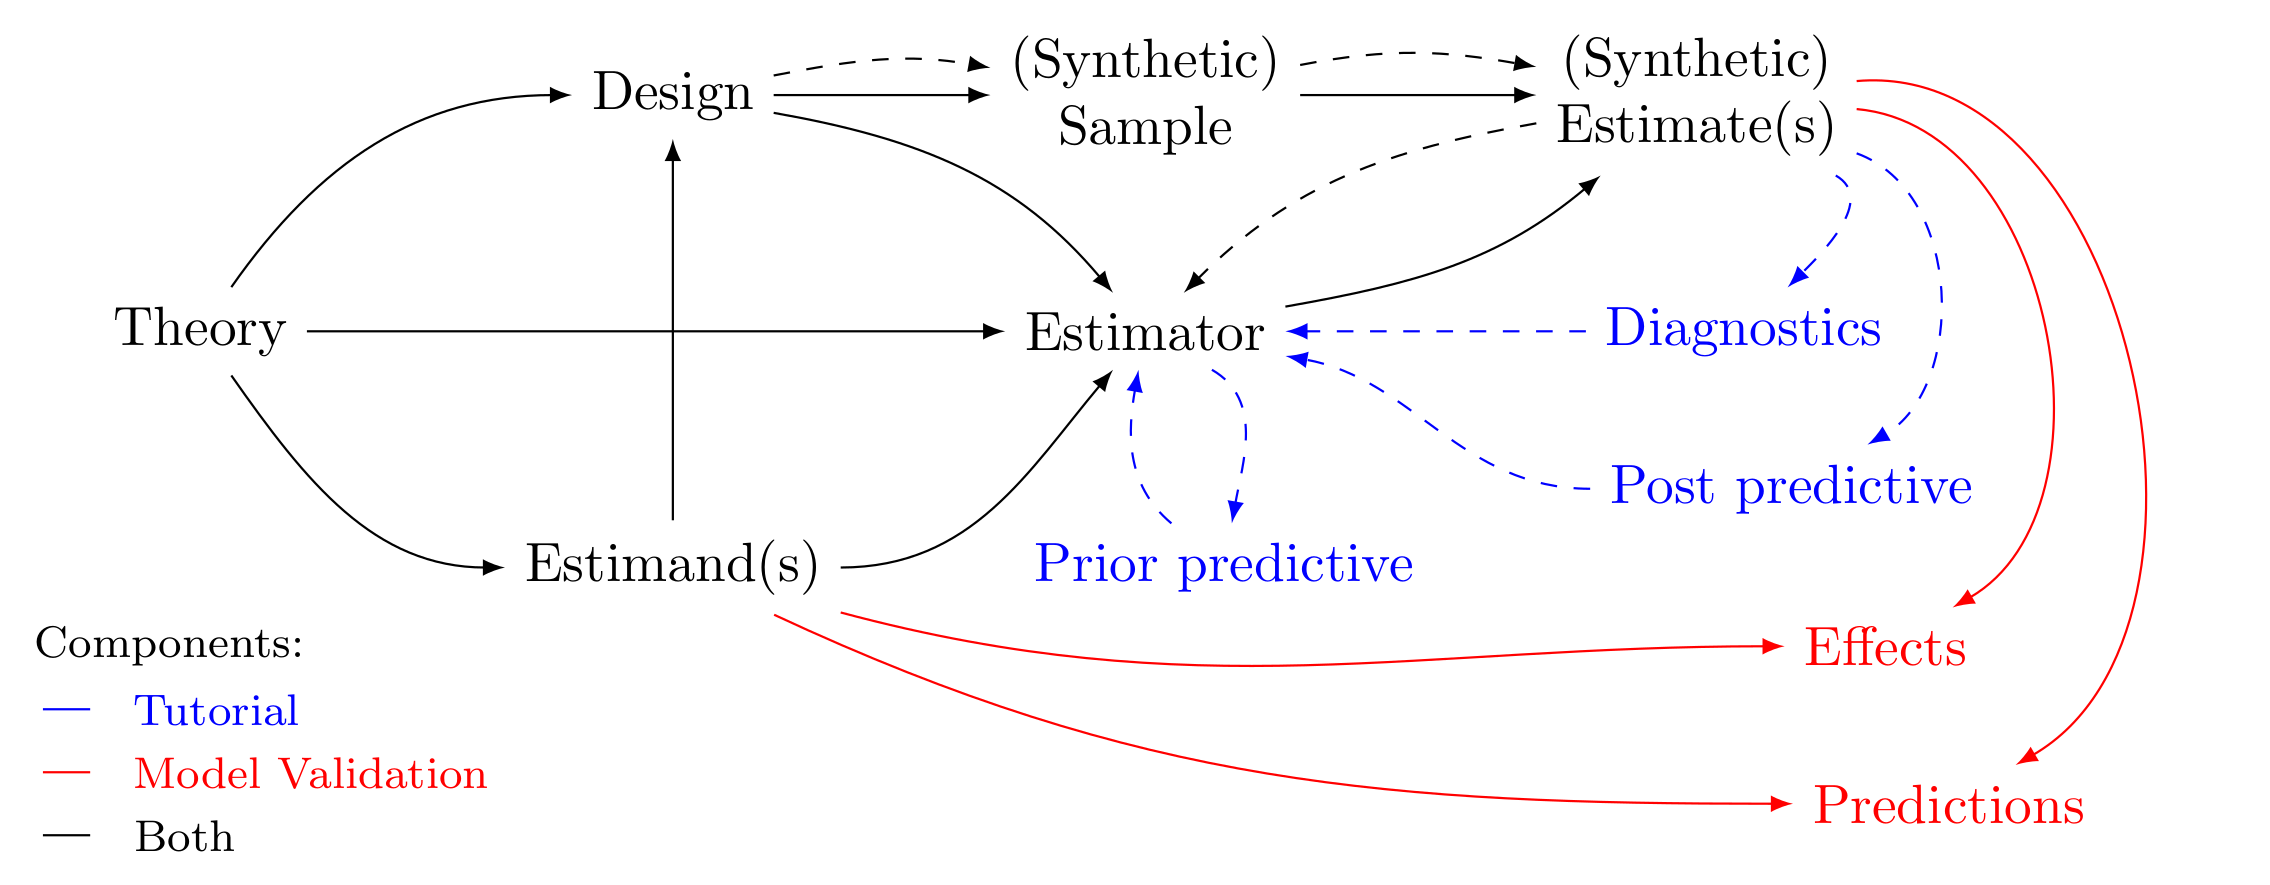 (Synthetic)
Sample
(Synthetic)
Estimate(s)
Design
Theory
Estimator
Diagnostics
Post predictive
Estimand(s)
Prior predictive
Effects
Predictions
Components:
Tutorial
Model Validation
Both